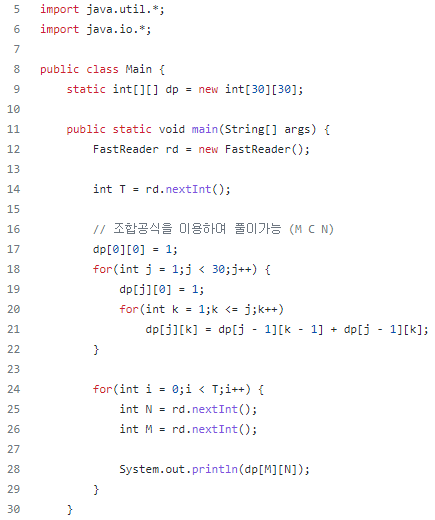 5 import java.util.*;
6 import java.io.*;
7
8 public class Main {
9     static int[][] dp = new int[30][30];
10
11     public static void main(String[] args) {
12         FastReader rd = new FastReader();
13
14         int T = rd.nextInt();
15
16         // 조합공식을 이용하여 풀이가능 (M C N)
17         dp[0][0] = 1;
18         for(int j = 1;j < 30;j++) {
19             dp[j][0] = 1;
20             for(int k = 1;k <= j;k++)
21                 dp[j][k] = dp[j - 1][k - 1] + dp[j - 1][k];
22         }
23
24         for(int i = 0;i < T;i++) {
25             int N = rd.nextInt();
26             int M = rd.nextInt();
27
28             System.out.println(dp[M][N]);
29         }
30     }